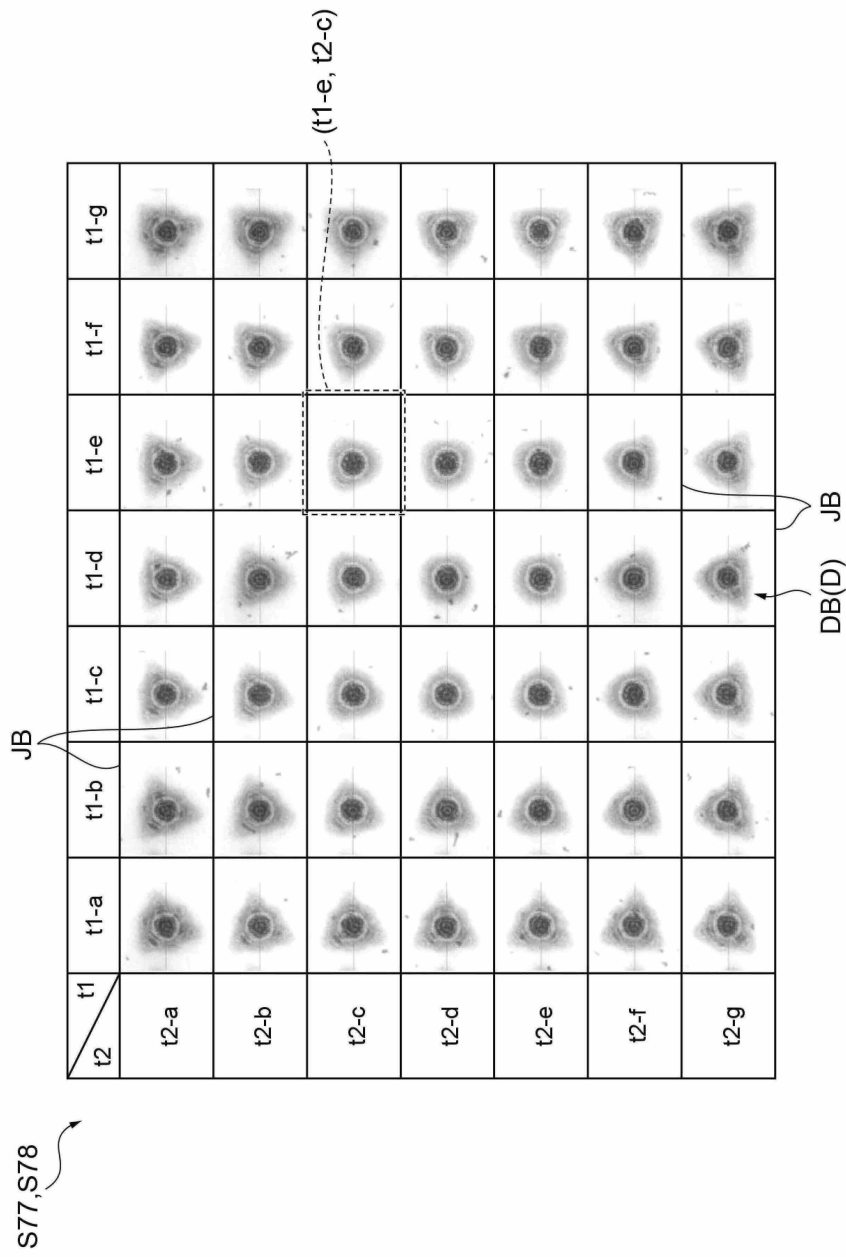 S77,S78
t2 t1 t1-a t1-b t1-c t1-d t1-e t1-f t1-g
t2-a
t2-b
t2-c
t2-d
t2-e
t2-f
t2-g
JB
(t1-e, t2-c)
DB(D)
JB